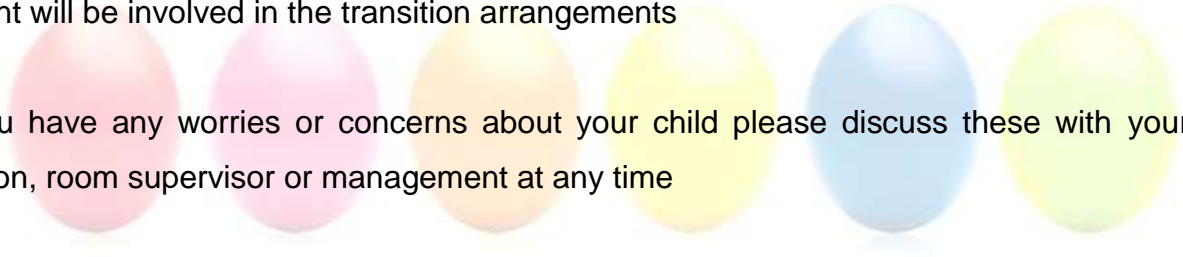 nt will be involved in the transition arrangements
u have any worries or concerns about your child please discuss these with your
on, room supervisor or management at any time